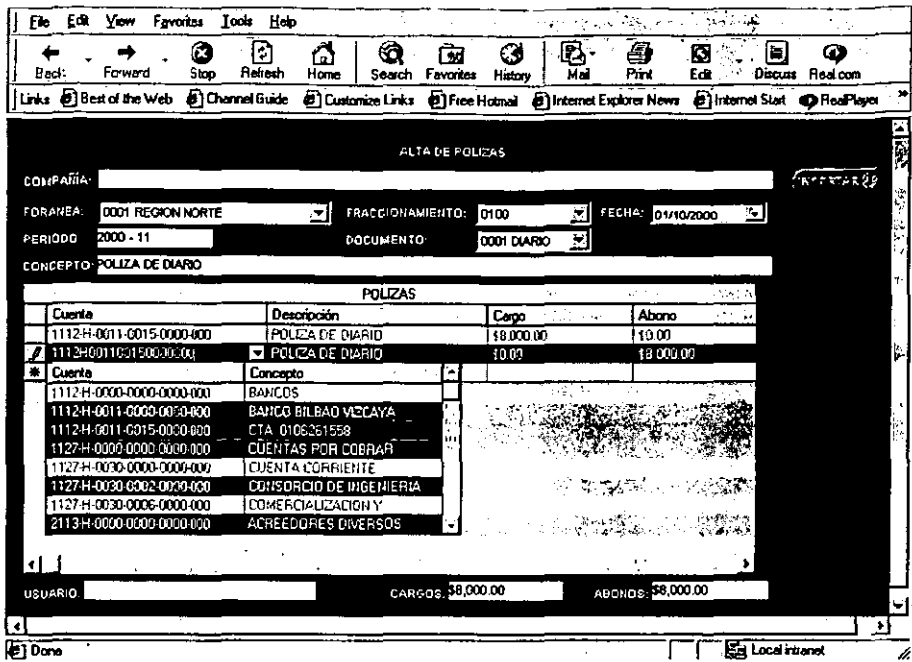 File Edit View Favorites Tools Help
Back Forward Stop Refresh Home Search Favorites History Mail Print Edit Discuss Real.com
Links Best of the Web Channel Guide Customize Links Free Hotmail Internet Explorer News Internet Start RealPlayer
ALTA DE POLIZAS
COMPAÑIA: INSERTAR
FORANEA: 0001 REGION NORTE FRACCIONAMIENTO: 0100 FECHA: 01/10/2000
PERIODO 2000 - 11 DOCUMENTO: 0001 DIARIO
CONCEPTO: POLIZA DE DIARIO
POLIZAS
Cuenta Descripción Cargo Abono
1112-H-0011-0015-0000-000 POLIZA DE DIARIO $8,000.00 $0.00
1112H001100150000000 POLIZA DE DIARIO $0.00 $8,000.00
Cuenta Concepto
1112-H-0000-0000-0000-000 BANCOS
1112-H-0011-0000-0000-000 BANCO BILBAO VIZCAYA
1112-H-0011-0015-0000-000 CTA. 0106261558
1127-H-0000-0000-0000-000 CUENTAS POR COBRAR
1127-H-0030-0000-0000-000 CUENTA CORRIENTE
1127-H-0030-0002-0000-000 CONSORCIO DE INGENIERIA
1127-H-0030-0006-0000-000 COMERCIALIZACION Y
2113-H-0000-0000-0000-000 ACREEDORES DIVERSOS
USUARIO: CARGOS: $8,000.00 ABONOS: $8,000.00
Done Local intranet